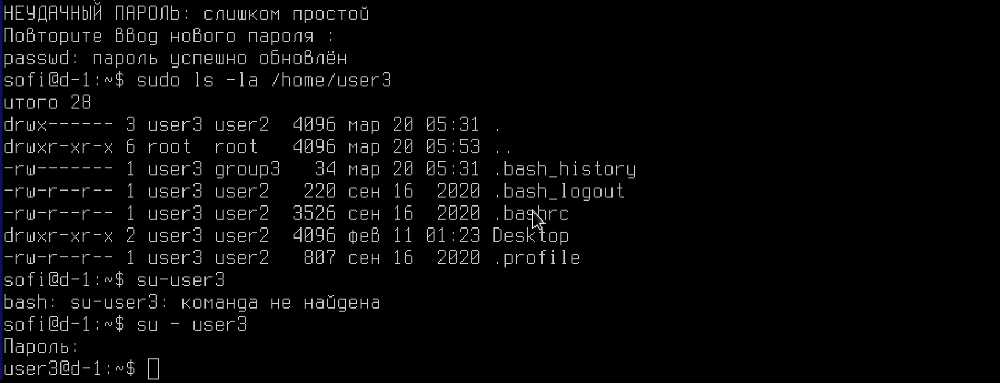 НЕУДАЧНЫЙ ПАРОЛЬ: слишком простой
Повторите ввод нового пароля :
passwd: пароль успешно обновлён
sofi@d-1:~$ sudo ls -la /home/user3
итого 28
drwx------ 3 user3 user2  4096 мар 20 05:31 .
drwxr-xr-x 6 root  root   4096 мар 20 05:53 ..
-rw------- 1 user3 group3   34 мар 20 05:31 .bash_history
-rw-r--r-- 1 user3 user2   220 сен 16  2020 .bash_logout
-rw-r--r-- 1 user3 user2  3526 сен 16  2020 .bashrc
drwxr-xr-x 2 user3 user2  4096 фев 11 01:23 Desktop
-rw-r--r-- 1 user3 user2   807 сен 16  2020 .profile
sofi@d-1:~$ su-user3
bash: su-user3: команда не найдена
sofi@d-1:~$ su - user3
Пароль:
user3@d-1:~$